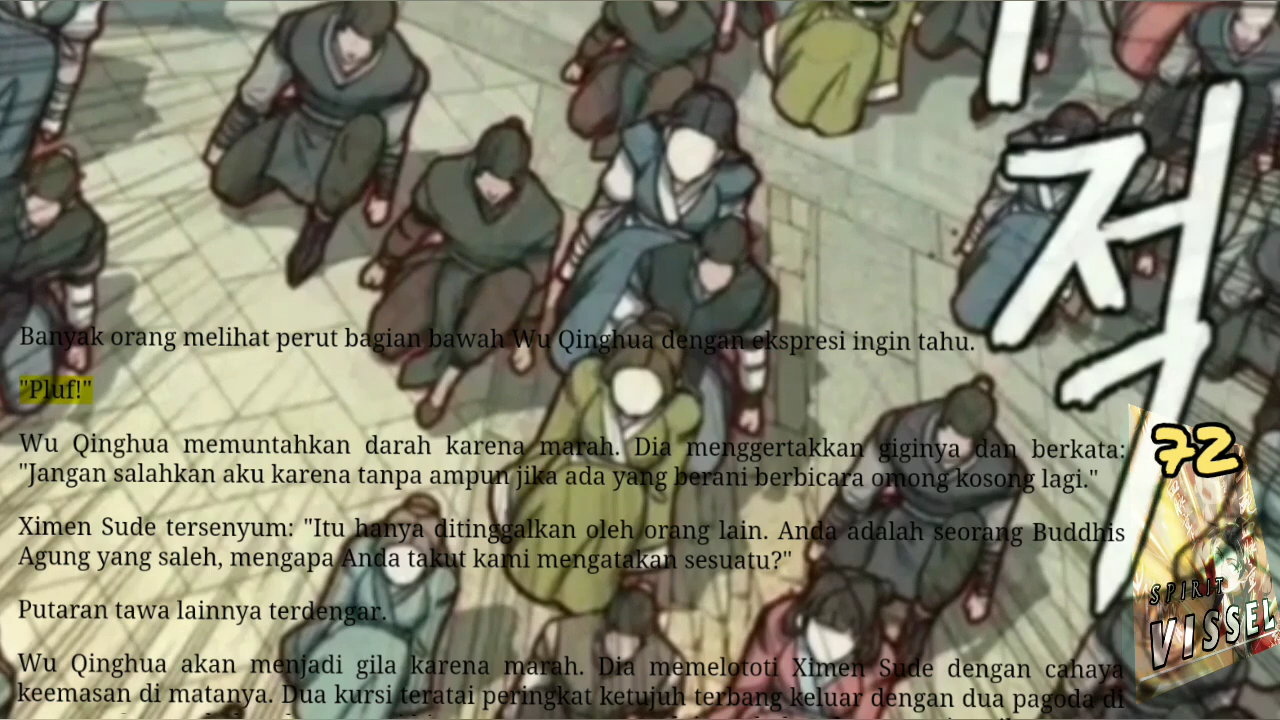 Banyak orang melihat perut bagian bawah Wu Qinghua dengan ekspresi ingin tahu.
"Pluf!"
Wu Qinghua memuntahkan darah karena marah. Dia menggertakkan giginya dan berkata:
"Jangan salahkan aku karena tanpa ampun jika ada yang berani berbicara omong kosong lagi."
Ximen Sude tersenyum: "Itu hanya ditinggalkan oleh orang lain. Anda adalah seorang Buddhis
Agung yang saleh, mengapa Anda takut kami mengatakan sesuatu?"
Putaran tawa lainnya terdengar.
Wu Qinghua akan menjadi gila karena marah. Dia memelototi Ximen Sude dengan cahaya
keemasan di matanya. Dua kursi teratai peringkat ketujuh terbang keluar dengan dua pagoda di
적
72
SPIRIT
VISSEL